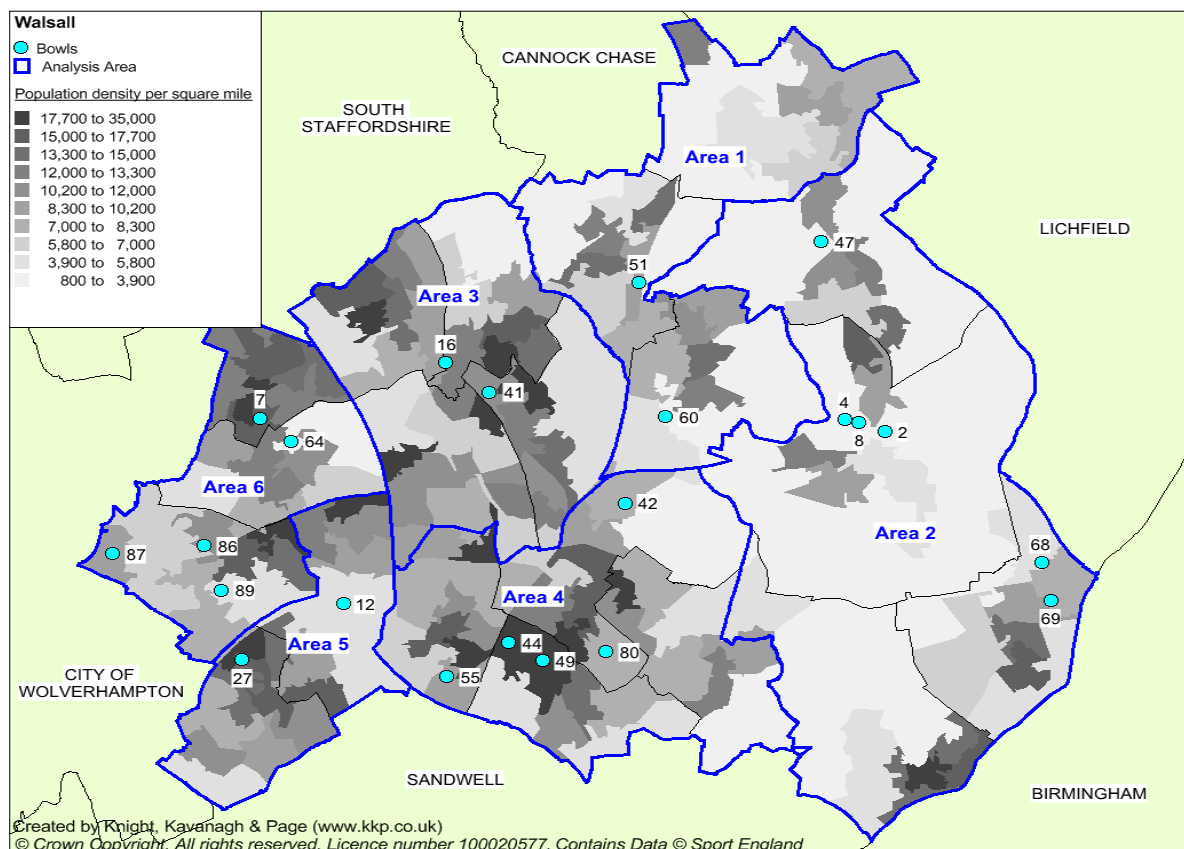 Walsall
Bowls
Analysis Area
Population density per square mile
17,700 to 35,000
15,000 to 17,700
13,300 to 15,000
12,000 to 13,300
10,200 to 12,000
8,300 to 10,200
7,000 to 8,300
5,800 to 7,000
3,900 to 5,800
800 to 3,900
CANNOCK CHASE
SOUTH
STAFFORDSHIRE
Area 1
LICHFIELD
47
51
Area 3
16
41
7
64
60
4
8
2
Area 6
42
Area 2
87
86
89
12
68
69
Area 4
Area 5
44
49
80
55
27
CITY OF
WOLVERHAMPTON
SANDWELL
BIRMINGHAM
Created by Knight, Kavanagh & Page (www.kkp.co.uk)
© Crown Copyright. All rights reserved. Licence number 100020577. Contains Data © Sport England